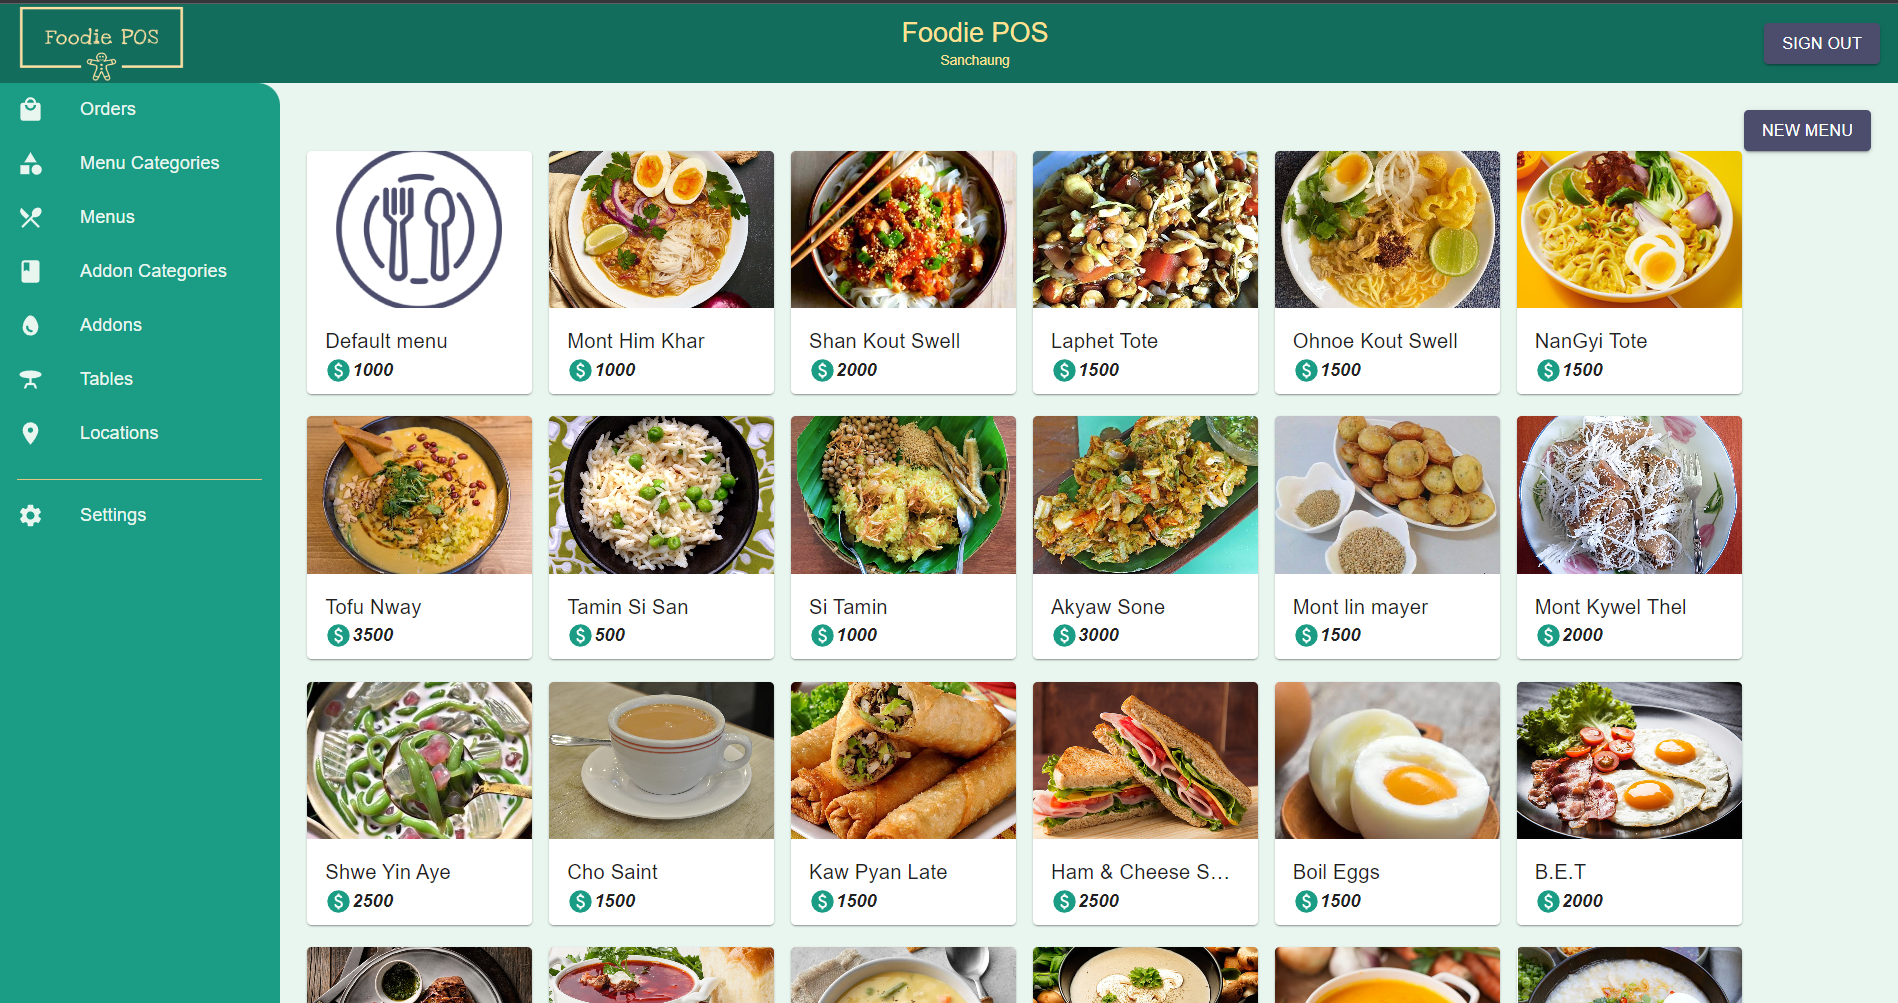 Foodie POS
Foodie POS
Sanchaung
SIGN OUT
Orders
Menu Categories
Menus
Addon Categories
Addons
Tables
Locations
Settings
NEW MENU
Default menu
$ 1000
Mont Him Khar
$ 1000
Shan Kout Swell
$ 2000
Laphet Tote
$ 1500
Ohnoe Kout Swell
$ 1500
NanGyi Tote
$ 1500
Tofu Nway
$ 3500
Tamin Si San
$ 500
Si Tamin
$ 1000
Akyaw Sone
$ 3000
Mont lin mayer
$ 1500
Mont Kywel Thel
$ 2000
Shwe Yin Aye
$ 2500
Cho Saint
$ 1500
Kaw Pyan Late
$ 1500
Ham & Cheese S...
$ 2500
Boil Eggs
$ 1500
B.E.T
$ 2000